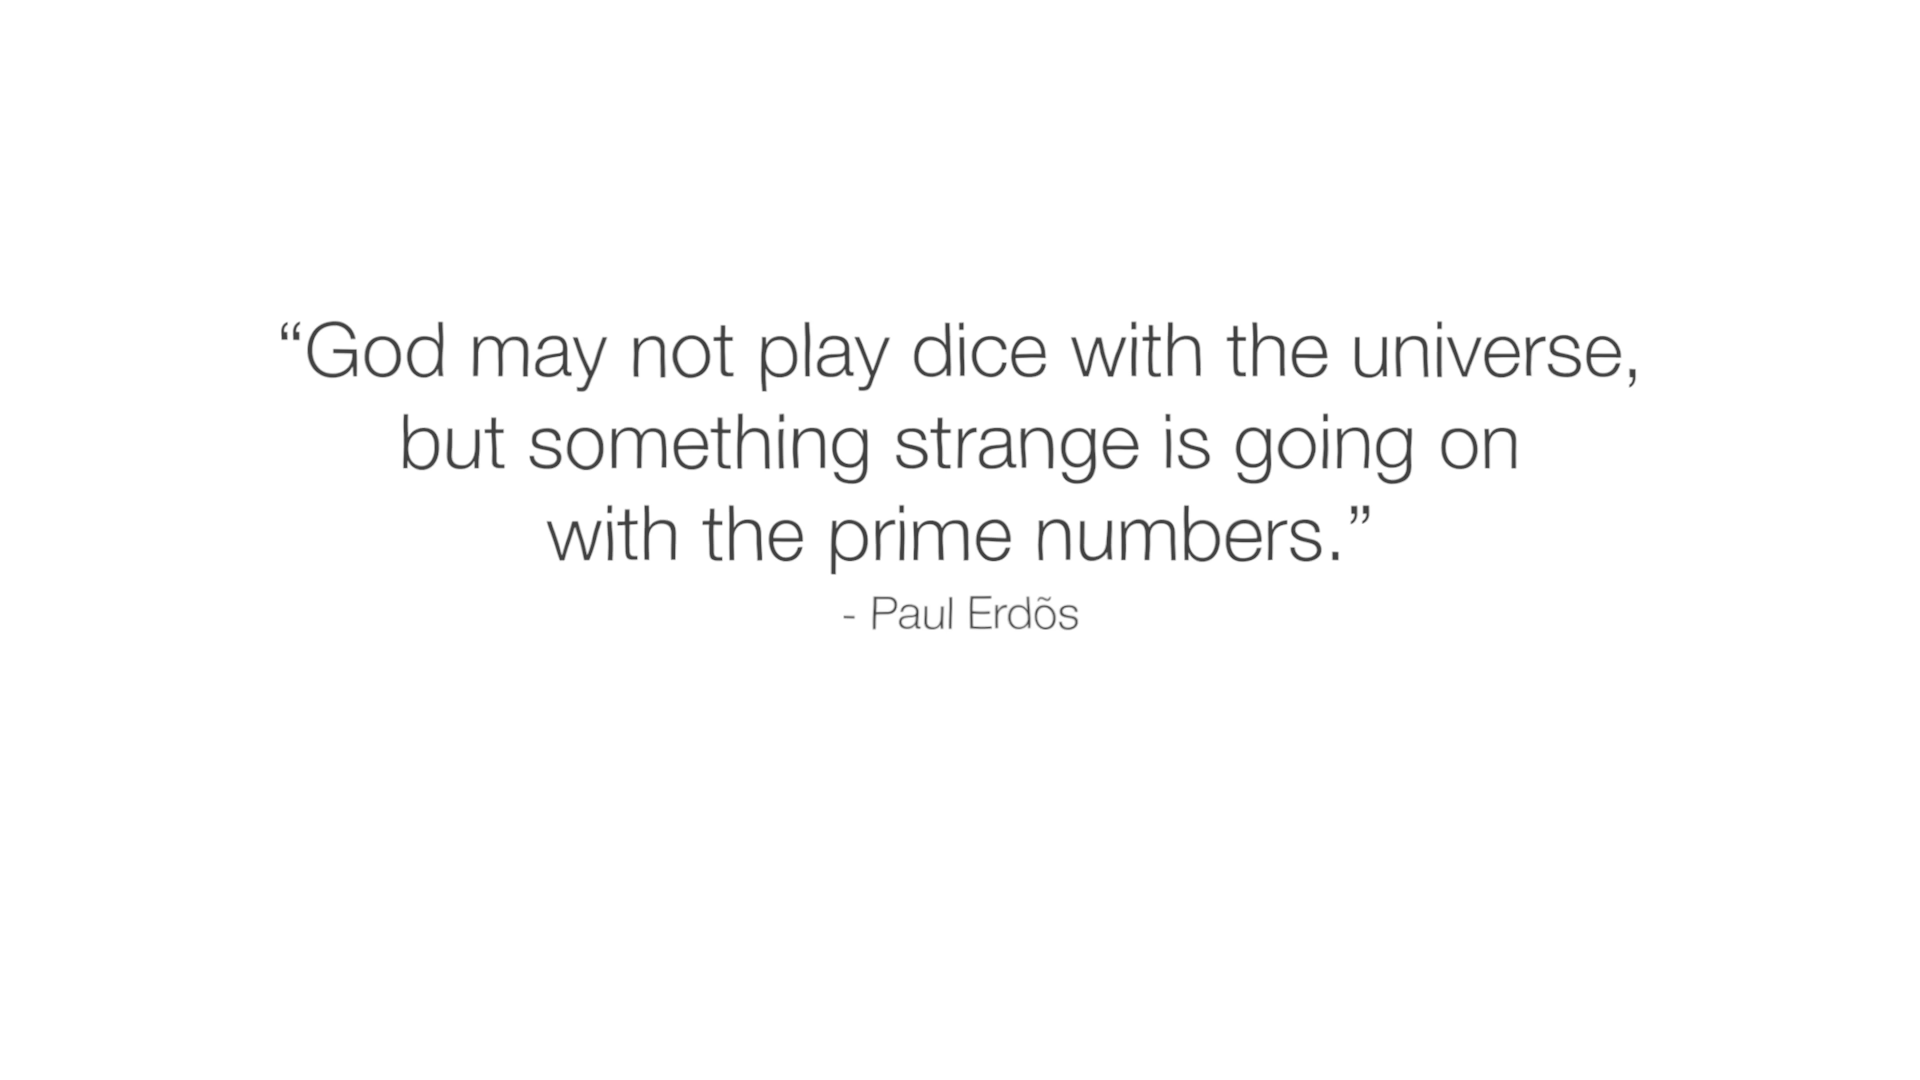 “God may not play dice with the universe,
but something strange is going on
with the prime numbers.”
- Paul Erdõs